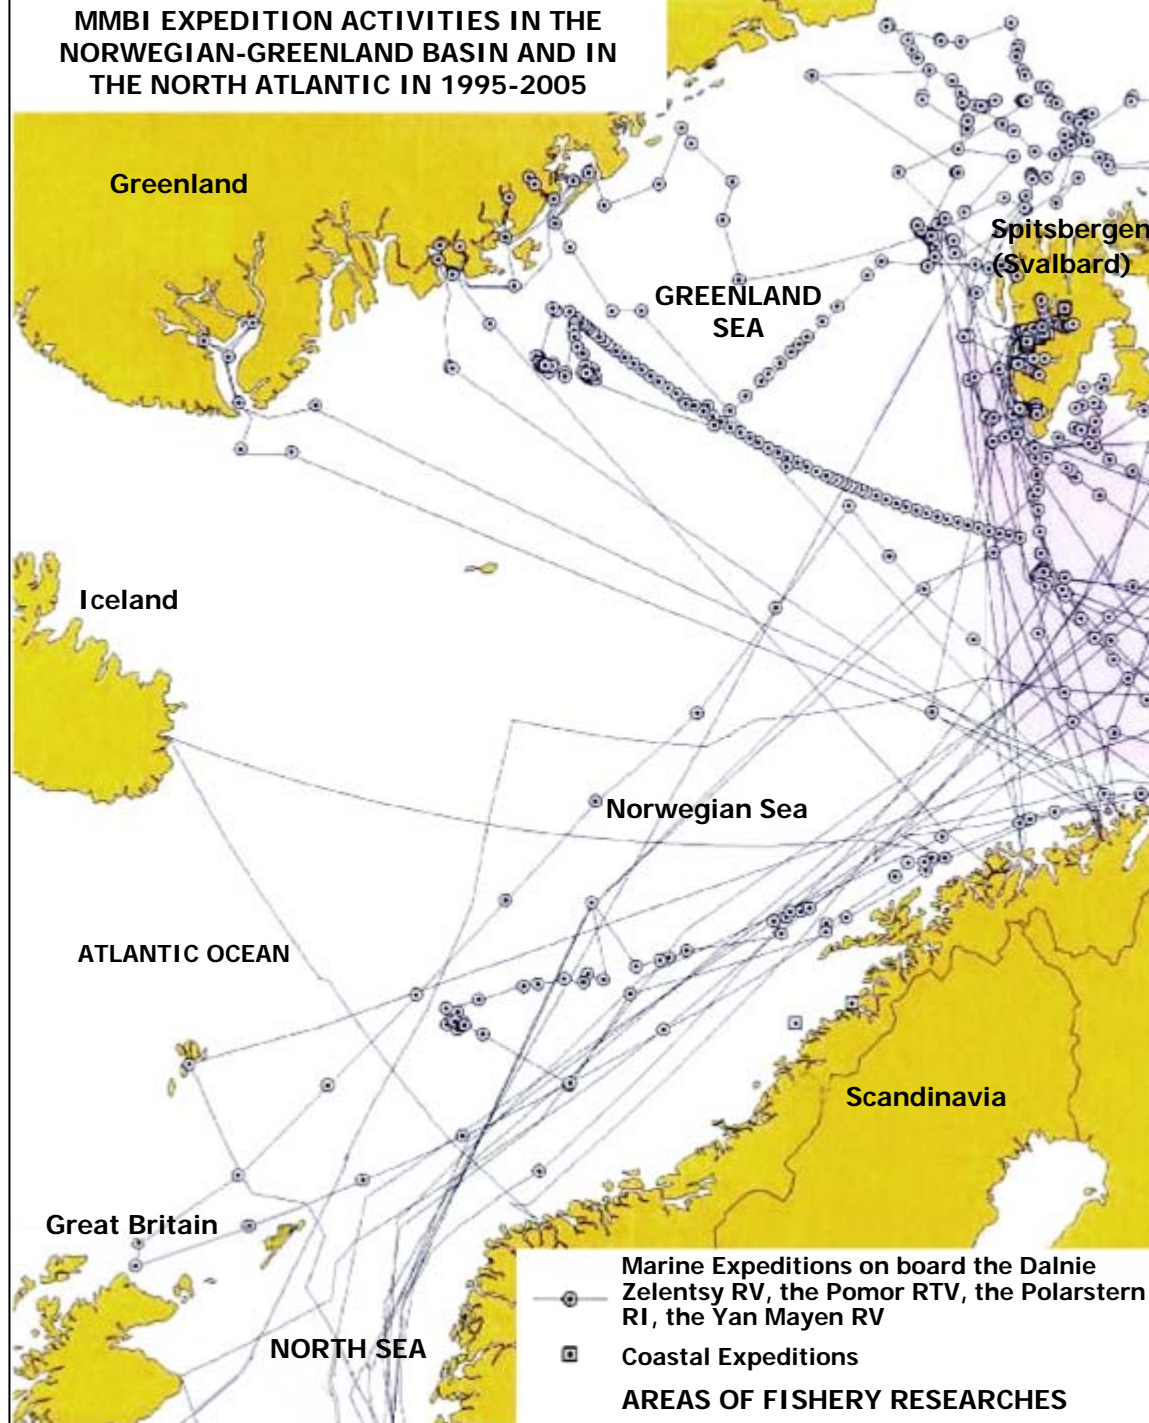 MMBI EXPEDITION ACTIVITIES IN THE
NORWEGIAN-GREENLAND BASIN AND IN
THE NORTH ATLANTIC IN 1995-2005
Greenland
Spitsbergen
(Svalbard)
GREENLAND
SEA
Iceland
Norwegian Sea
ATLANTIC OCEAN
Scandinavia
Great Britain
NORTH SEA
Marine Expeditions on board the Dalnie
Zelentsy RV, the Pomor RTV, the Polarstern
RI, the Yan Mayen RV
Coastal Expeditions
AREAS OF FISHERY RESEARCHES